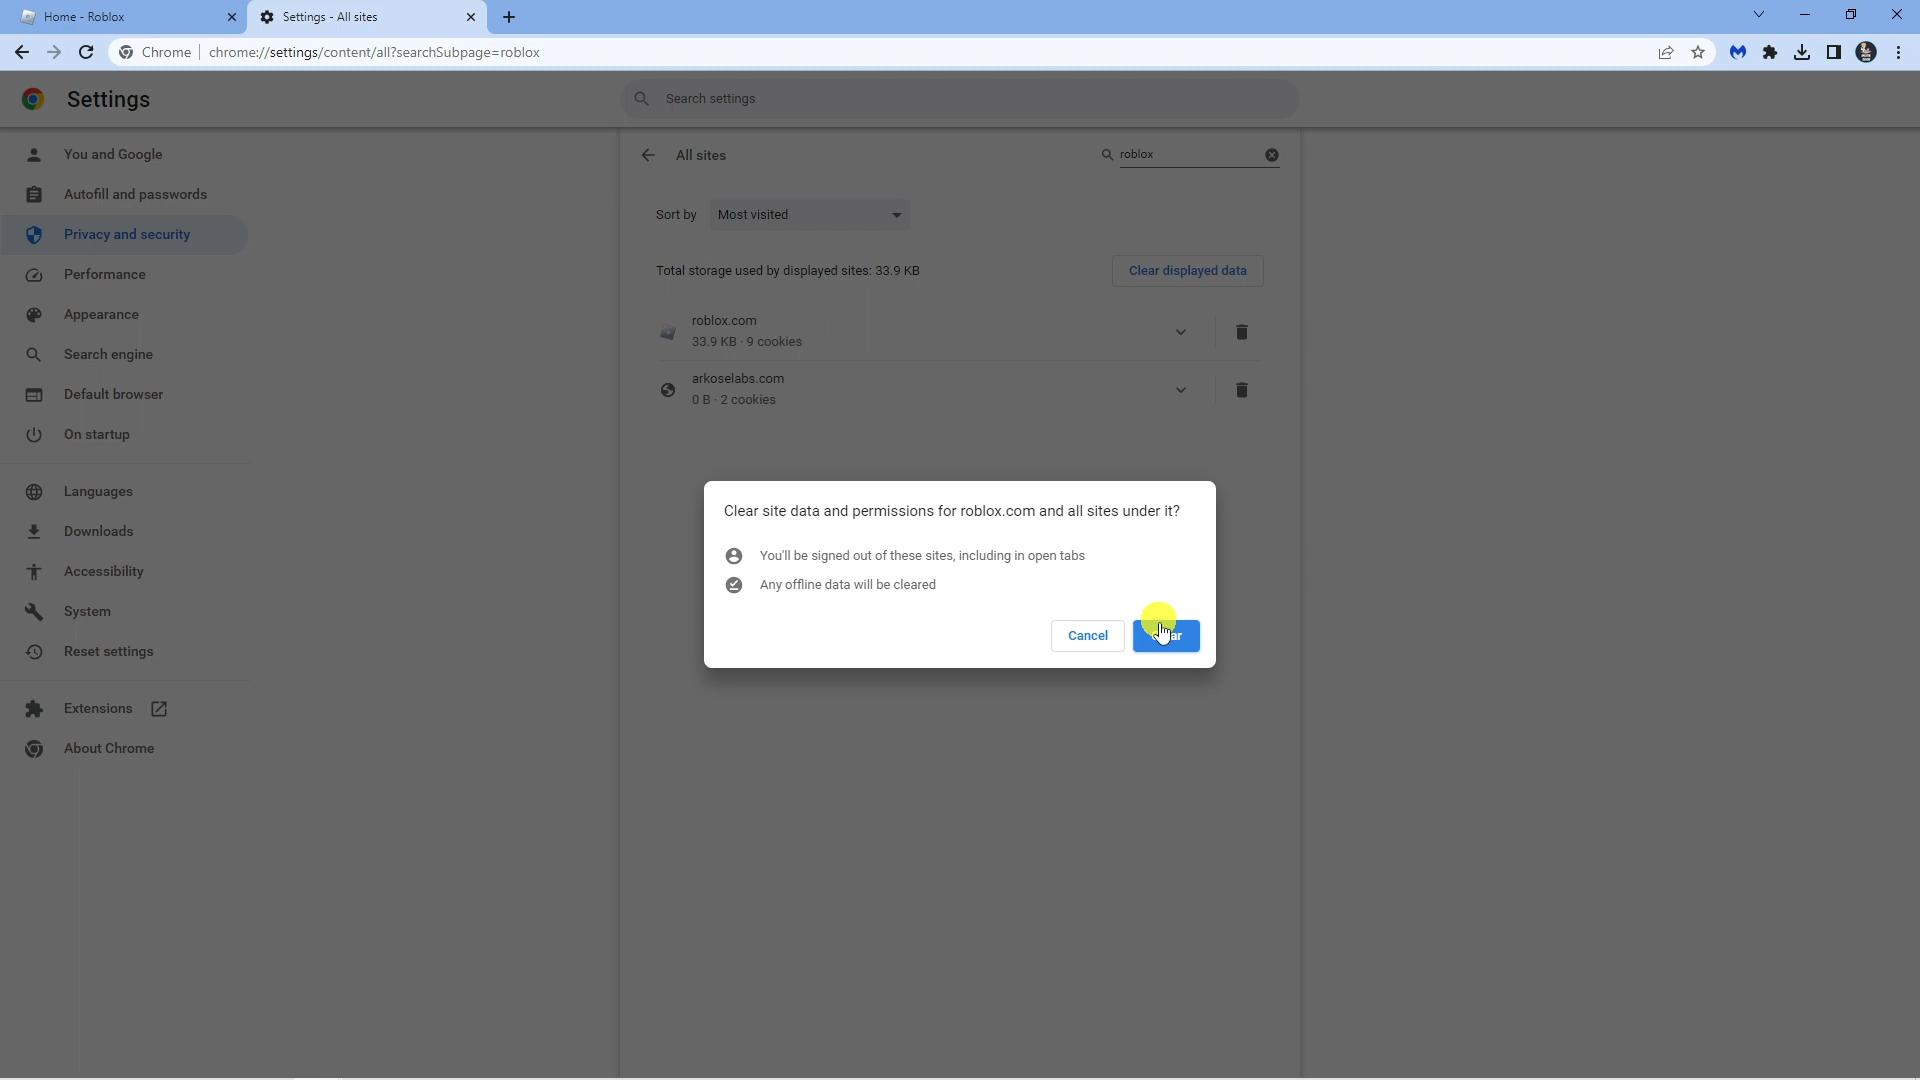 Home - Roblox
Settings - All sites
Chrome
chrome://settings/content/all?searchSubpage=roblox
Settings
Search settings
You and Google
Autofill and passwords
Privacy and security
Performance
Appearance
Search engine
Default browser
On startup
Languages
Downloads
Accessibility
System
Reset settings
Extensions
About Chrome
All sites
roblox
Sort by
Most visited
Total storage used by displayed sites: 33.9 KB
Clear displayed data
roblox.com
33.9 KB · 9 cookies
arkoselabs.com
0 B · 2 cookies
Clear site data and permissions for roblox.com and all sites under it?
You'll be signed out of these sites, including in open tabs
Any offline data will be cleared
Cancel